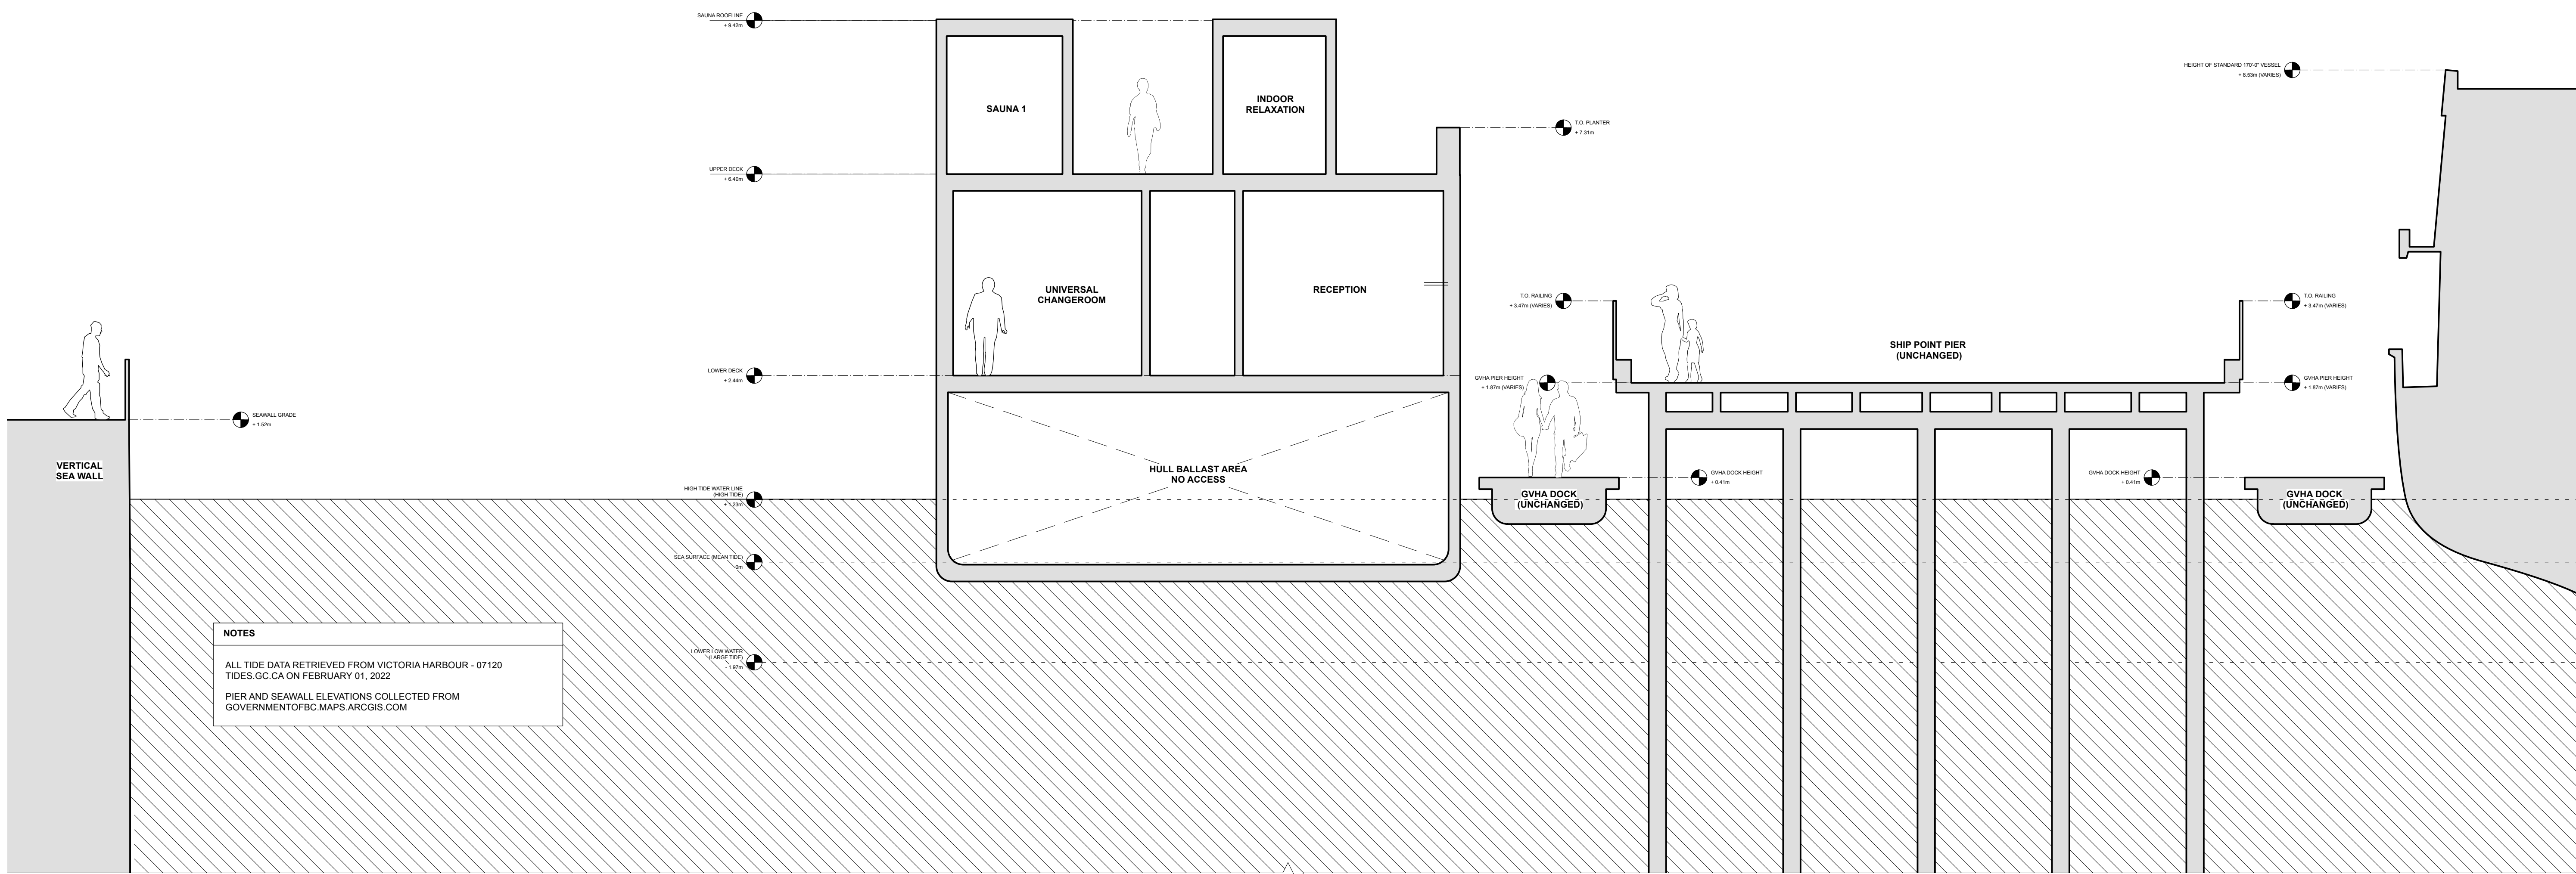 SAUNA ROOFLINE
+ 9.42m
HEIGHT OF STANDARD 170'-0" VESSEL
+ 8.53m (VARIES)
SAUNA 1
INDOOR
RELAXATION
T.O. PLANTER
+ 7.31m
UPPER DECK
+ 6.40m
UNIVERSAL
CHANGEROOM
RECEPTION
T.O. RAILING
+ 3.47m (VARIES)
T.O. RAILING
+ 3.47m (VARIES)
SHIP POINT PIER
(UNCHANGED)
LOWER DECK
+ 2.44m
GVHA PIER HEIGHT
+ 1.87m (VARIES)
GVHA PIER HEIGHT
+ 1.87m (VARIES)
SEAWALL GRADE
+ 1.52m
VERTICAL
SEA WALL
HULL BALLAST AREA
NO ACCESS
GVHA DOCK HEIGHT
+ 0.41m
GVHA DOCK HEIGHT
+ 0.41m
HIGH TIDE WATER LINE
(HIGH TIDE)
+ 1.23m
GVHA DOCK
(UNCHANGED)
GVHA DOCK
(UNCHANGED)
SEA SURFACE (MEAN TIDE)
-0m
LOWER LOW WATER
(LARGE TIDE)
- 1.97m
NOTES
ALL TIDE DATA RETRIEVED FROM VICTORIA HARBOUR - 07120
TIDES.GC.CA ON FEBRUARY 01, 2022
PIER AND SEAWALL ELEVATIONS COLLECTED FROM
GOVERNMENTOFBC.MAPS.ARCGIS.COM